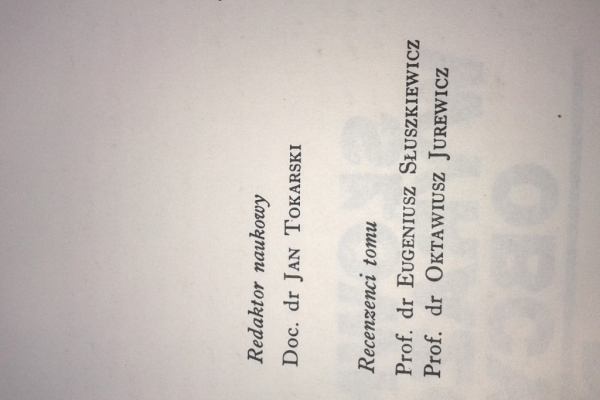 Redaktor naukowy
Doc. dr JAN TOKARSKI
Recenzenci tomu
Prof. dr EUGENIUSZ SŁUSZKIEWICZ
Prof. dr OKTAWIUSZ JUREWICZ